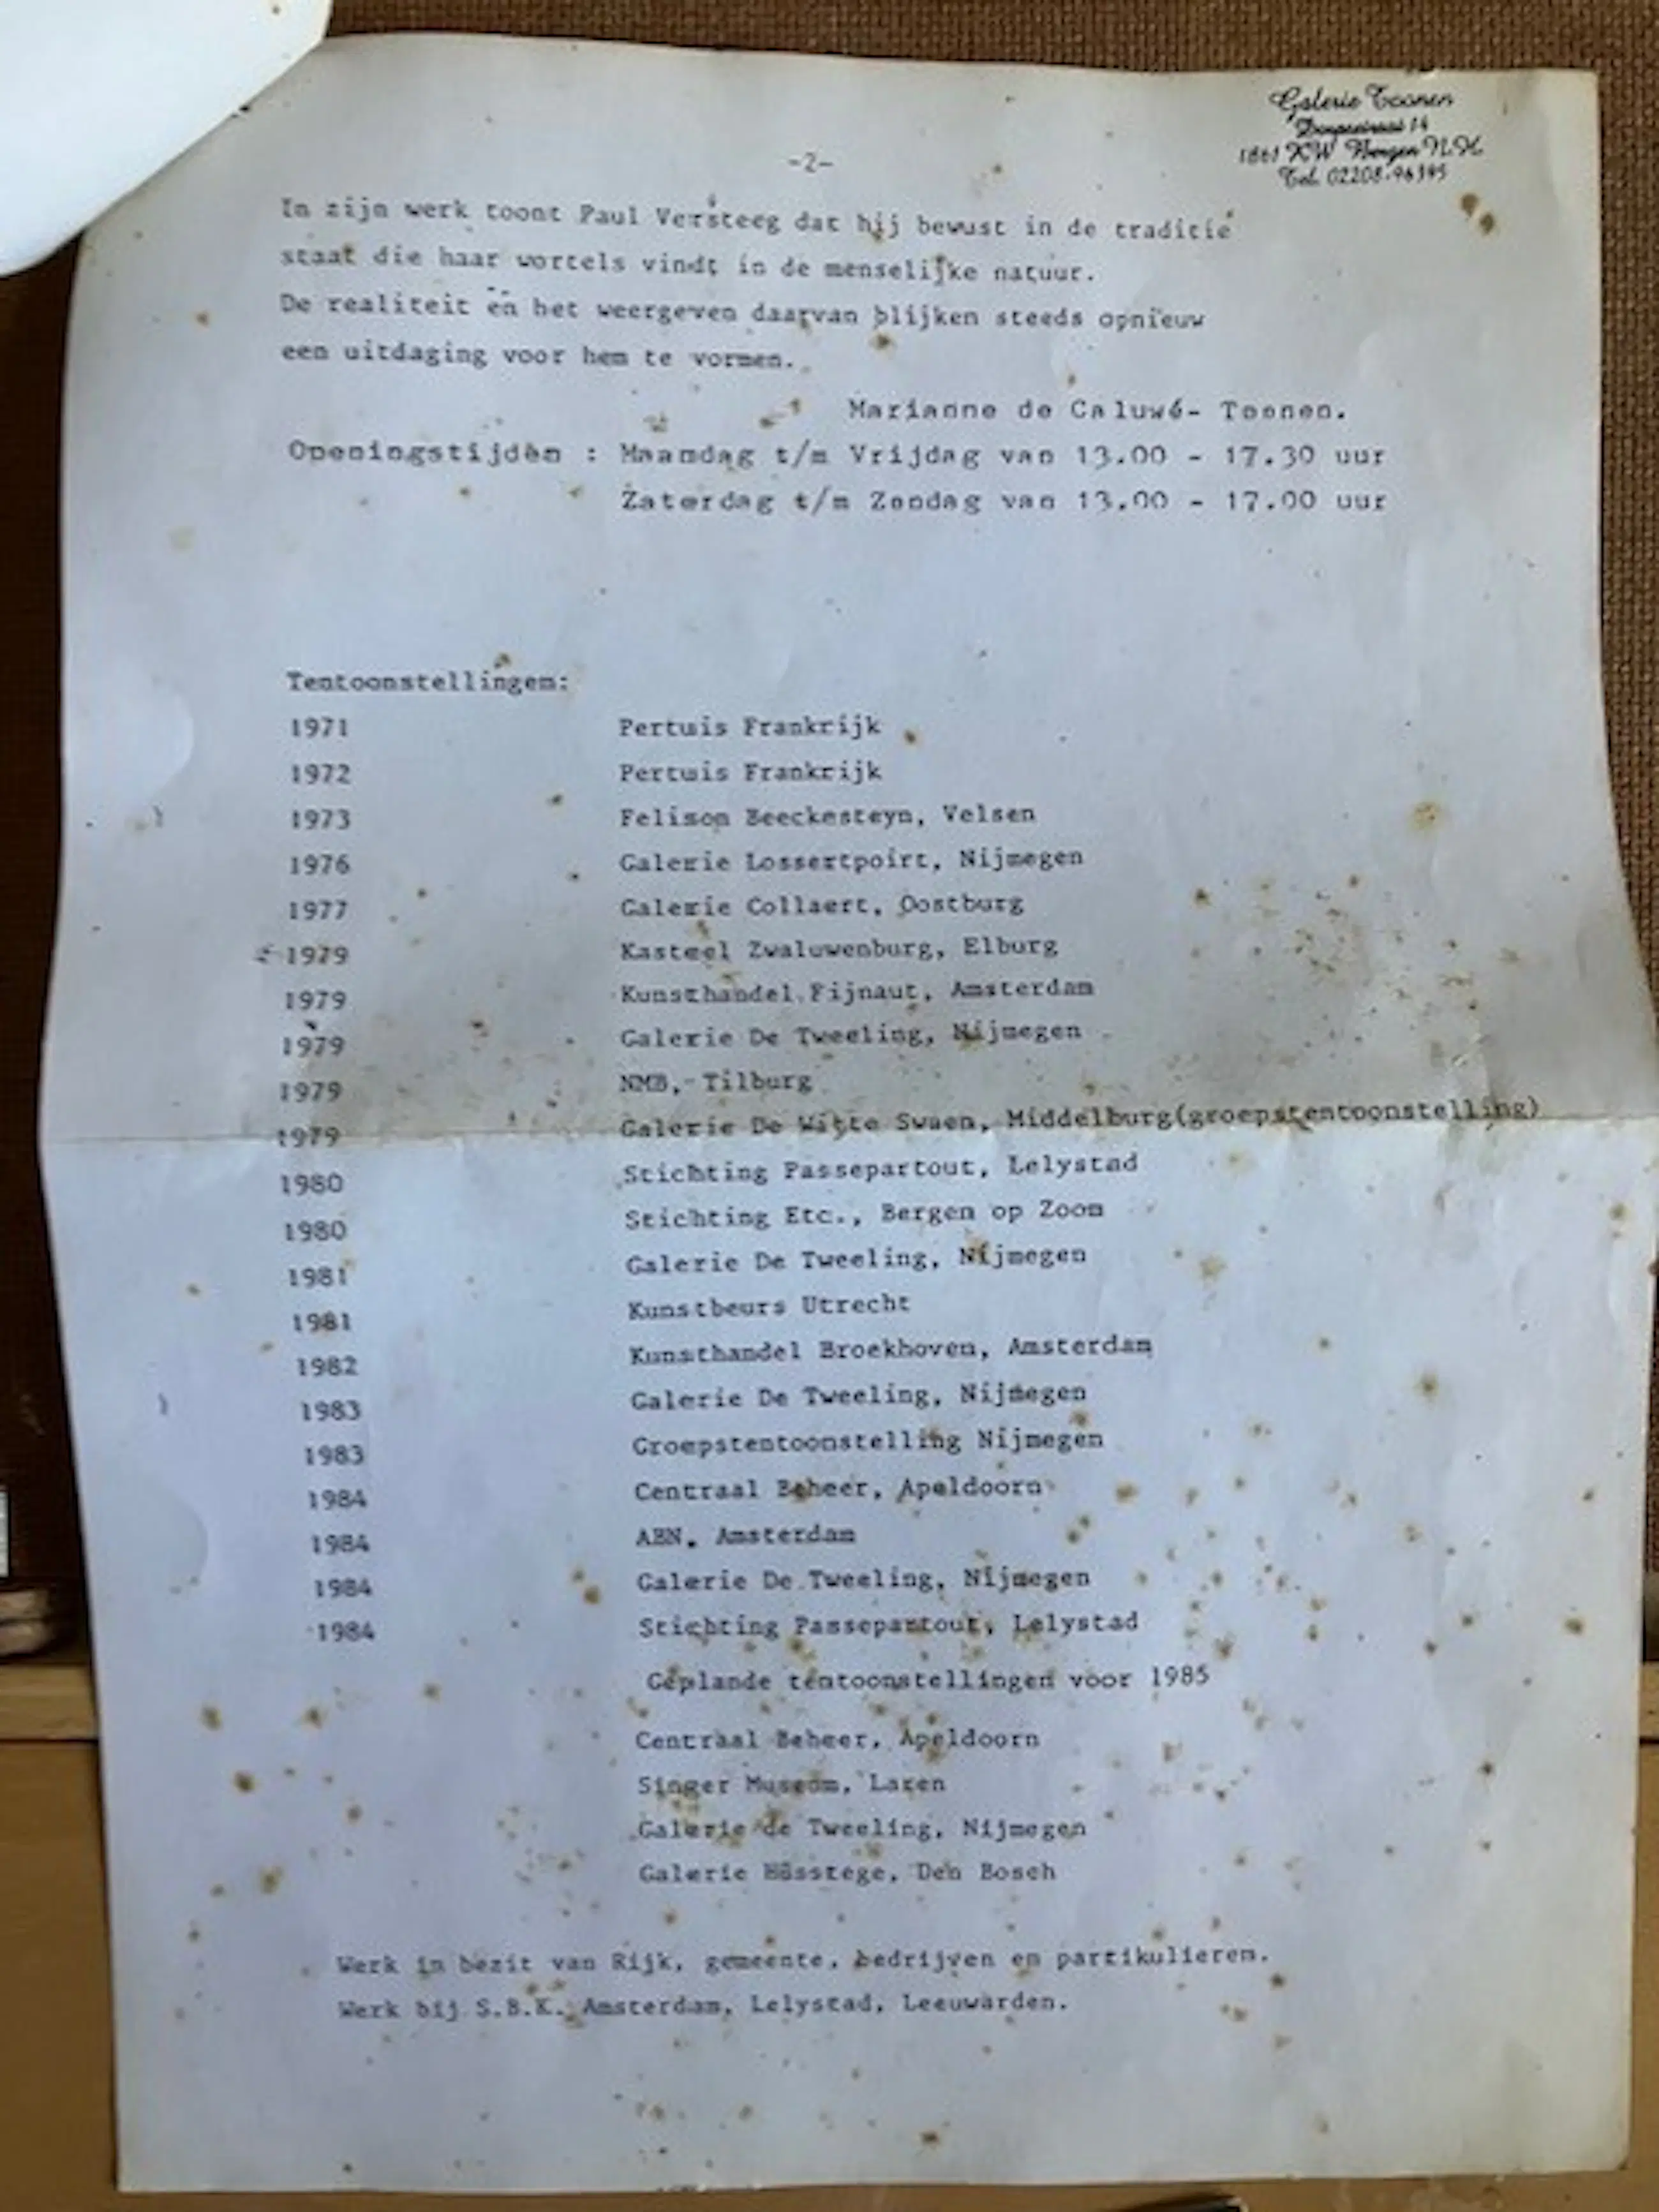 Galerie Toonen
Dorpsstraat 14
1861 KW Bergen N.H.
Tel. 02208-96395
-2-
In zijn werk toont Paul Versteeg dat hij bewust in de traditie
staat die haar wortels vindt in de menselijke natuur.
De realiteit en het weergeven daarvan blijken steeds opnieuw
een uitdaging voor hem te vormen.
Marianne de Caluwé- Toonen.
Openingstijden : Maandag t/m Vrijdag van 13.00 - 17.30 uur
Zaterdag t/m Zondag van 13.00 - 17.00 uur
Tentoonstellingen:
1971 Pertuis Frankrijk
1972 Pertuis Frankrijk
1973 Felison Beeckesteyn, Velsen
1976 Galerie Lossertpoirt, Nijmegen
1977 Galerie Collaert, Oostburg
1979 Kasteel Zwaluwenburg, Elburg
1979 Kunsthandel Fijnaut, Amsterdam
1979 Galerie De Tweeling, Nijmegen
1979 NMB, Tilburg
1979 Galerie De Witte Swaen, Middelburg(groepstentoonstelling)
1980 Stichting Passepartout, Lelystad
1980 Stichting Etc., Bergen op Zoom
1981 Galerie De Tweeling, Nijmegen
1981 Kunstbeurs Utrecht
1982 Kunsthandel Broekhoven, Amsterdam
1983 Galerie De Tweeling, Nijmegen
1983 Groepstentoonstelling Nijmegen
1984 Centraal Beheer, Apeldoorn
1984 ABN, Amsterdam
1984 Galerie De Tweeling, Nijmegen
1984 Stichting Passepartout, Lelystad
Geplande tentoonstellingen voor 1985
Centraal Beheer, Apeldoorn
Singer Museum, Laren
Galerie de Tweeling, Nijmegen
Galerie Hüsstege, Den Bosch
Werk in bezit van Rijk, gemeente, bedrijven en partikulieren.
Werk bij S.B.K. Amsterdam, Lelystad, Leeuwarden.